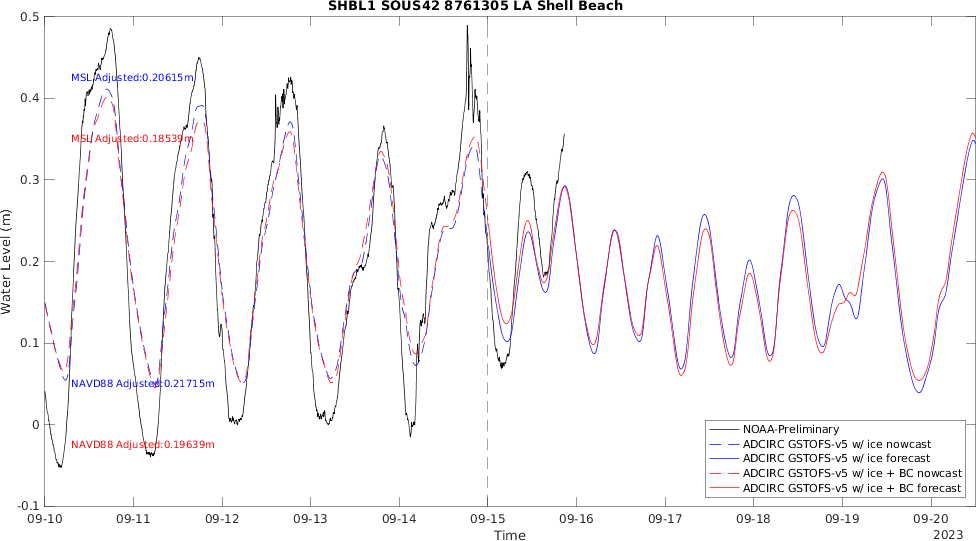 SHBL1 SOUS42 8761305 LA Shell Beach
0.5
0.4
0.3
0.2
0.1
0
-0.1
Water Level (m)
MSL Adjusted:0.20615m
MSL Adjusted:0.18539m
NAVD88 Adjusted:0.21715m
NAVD88 Adjusted:0.19639m
NOAA-Preliminary
ADCIRC GSTOFS-v5 w/ ice nowcast
ADCIRC GSTOFS-v5 w/ ice forecast
ADCIRC GSTOFS-v5 w/ ice + BC nowcast
ADCIRC GSTOFS-v5 w/ ice + BC forecast
09-10 09-11 09-12 09-13 09-14 09-15 09-16 09-17 09-18 09-19 09-20
Time
2023